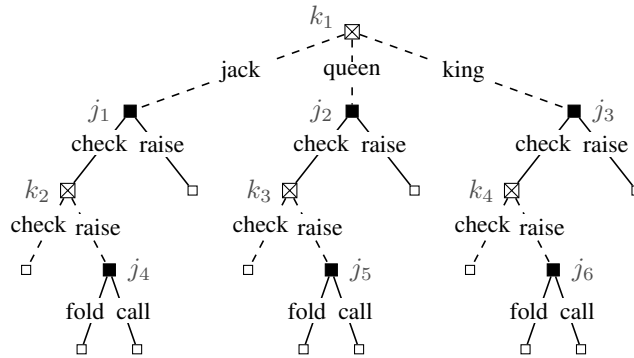 k₁
jack queen king
j₁ j₂ j₃
check raise check raise check raise
k₂ k₃ k₄
check raise check raise check raise
j₄ j₅ j₆
fold call fold call fold call